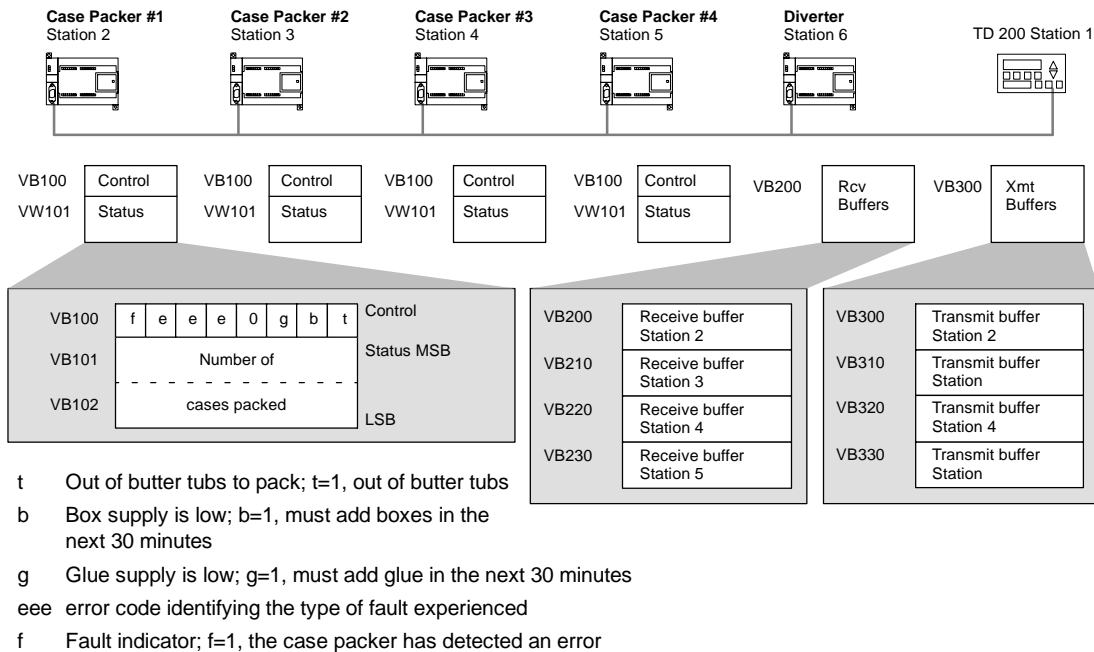 Case Packer #1
Station 2
Case Packer #2
Station 3
Case Packer #3
Station 4
Case Packer #4
Station 5
Diverter
Station 6
TD 200 Station 1
VB100 Control
VW101 Status
VB100 Control
VW101 Status
VB100 Control
VW101 Status
VB100 Control
VW101 Status
VB200 Rcv
Buffers
VB300 Xmt
Buffers
VB100 f e e e 0 g b t Control
VB101 Number of Status MSB
VB102 cases packed
LSB
VB200 Receive buffer
Station 2
VB210 Receive buffer
Station 3
VB220 Receive buffer
Station 4
VB230 Receive buffer
Station 5
VB300 Transmit buffer
Station 2
VB310 Transmit buffer
Station
VB320 Transmit buffer
Station 4
VB330 Transmit buffer
Station
t Out of butter tubs to pack; t=1, out of butter tubs
b Box supply is low; b=1, must add boxes in the
next 30 minutes
g Glue supply is low; g=1, must add glue in the next 30 minutes
eee error code identifying the type of fault experienced
f Fault indicator; f=1, the case packer has detected an error